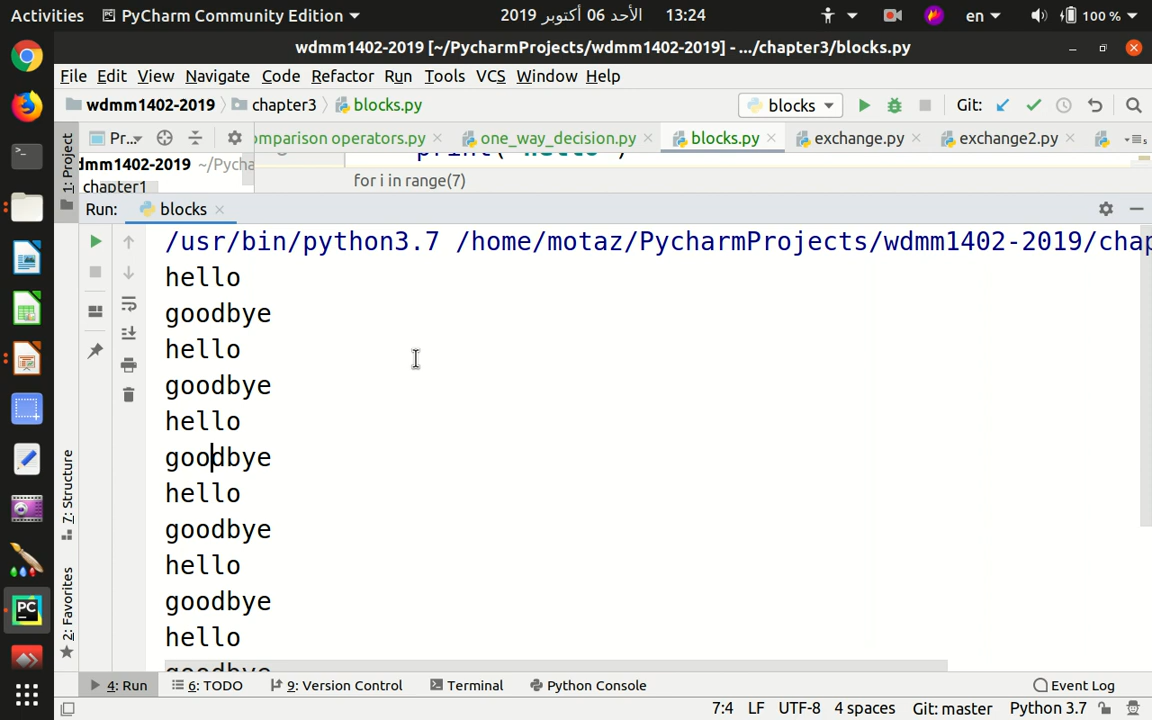 Activities PyCharm Community Edition الأحد 06 أكتوبر 2019 13:24 en 100 %
wdmm1402-2019 [~/PycharmProjects/wdmm1402-2019] - .../chapter3/blocks.py
File Edit View Navigate Code Refactor Run Tools VCS Window Help
wdmm1402-2019 chapter3 blocks.py blocks Git:
1: Project Pr... omparison operators.py one_way_decision.py blocks.py exchange.py exchange2.py
dmm1402-2019 ~/Pycha
chapter1
for i in range(7)
Run: blocks
/usr/bin/python3.7 /home/motaz/PycharmProjects/wdmm1402-2019/chap
hello
goodbye
hello
goodbye
hello
goodbye
hello
goodbye
hello
goodbye
hello
7: Structure
2: Favorites
4: Run 6: TODO 9: Version Control Terminal Python Console Event Log
7:4 LF UTF-8 4 spaces Git: master Python 3.7